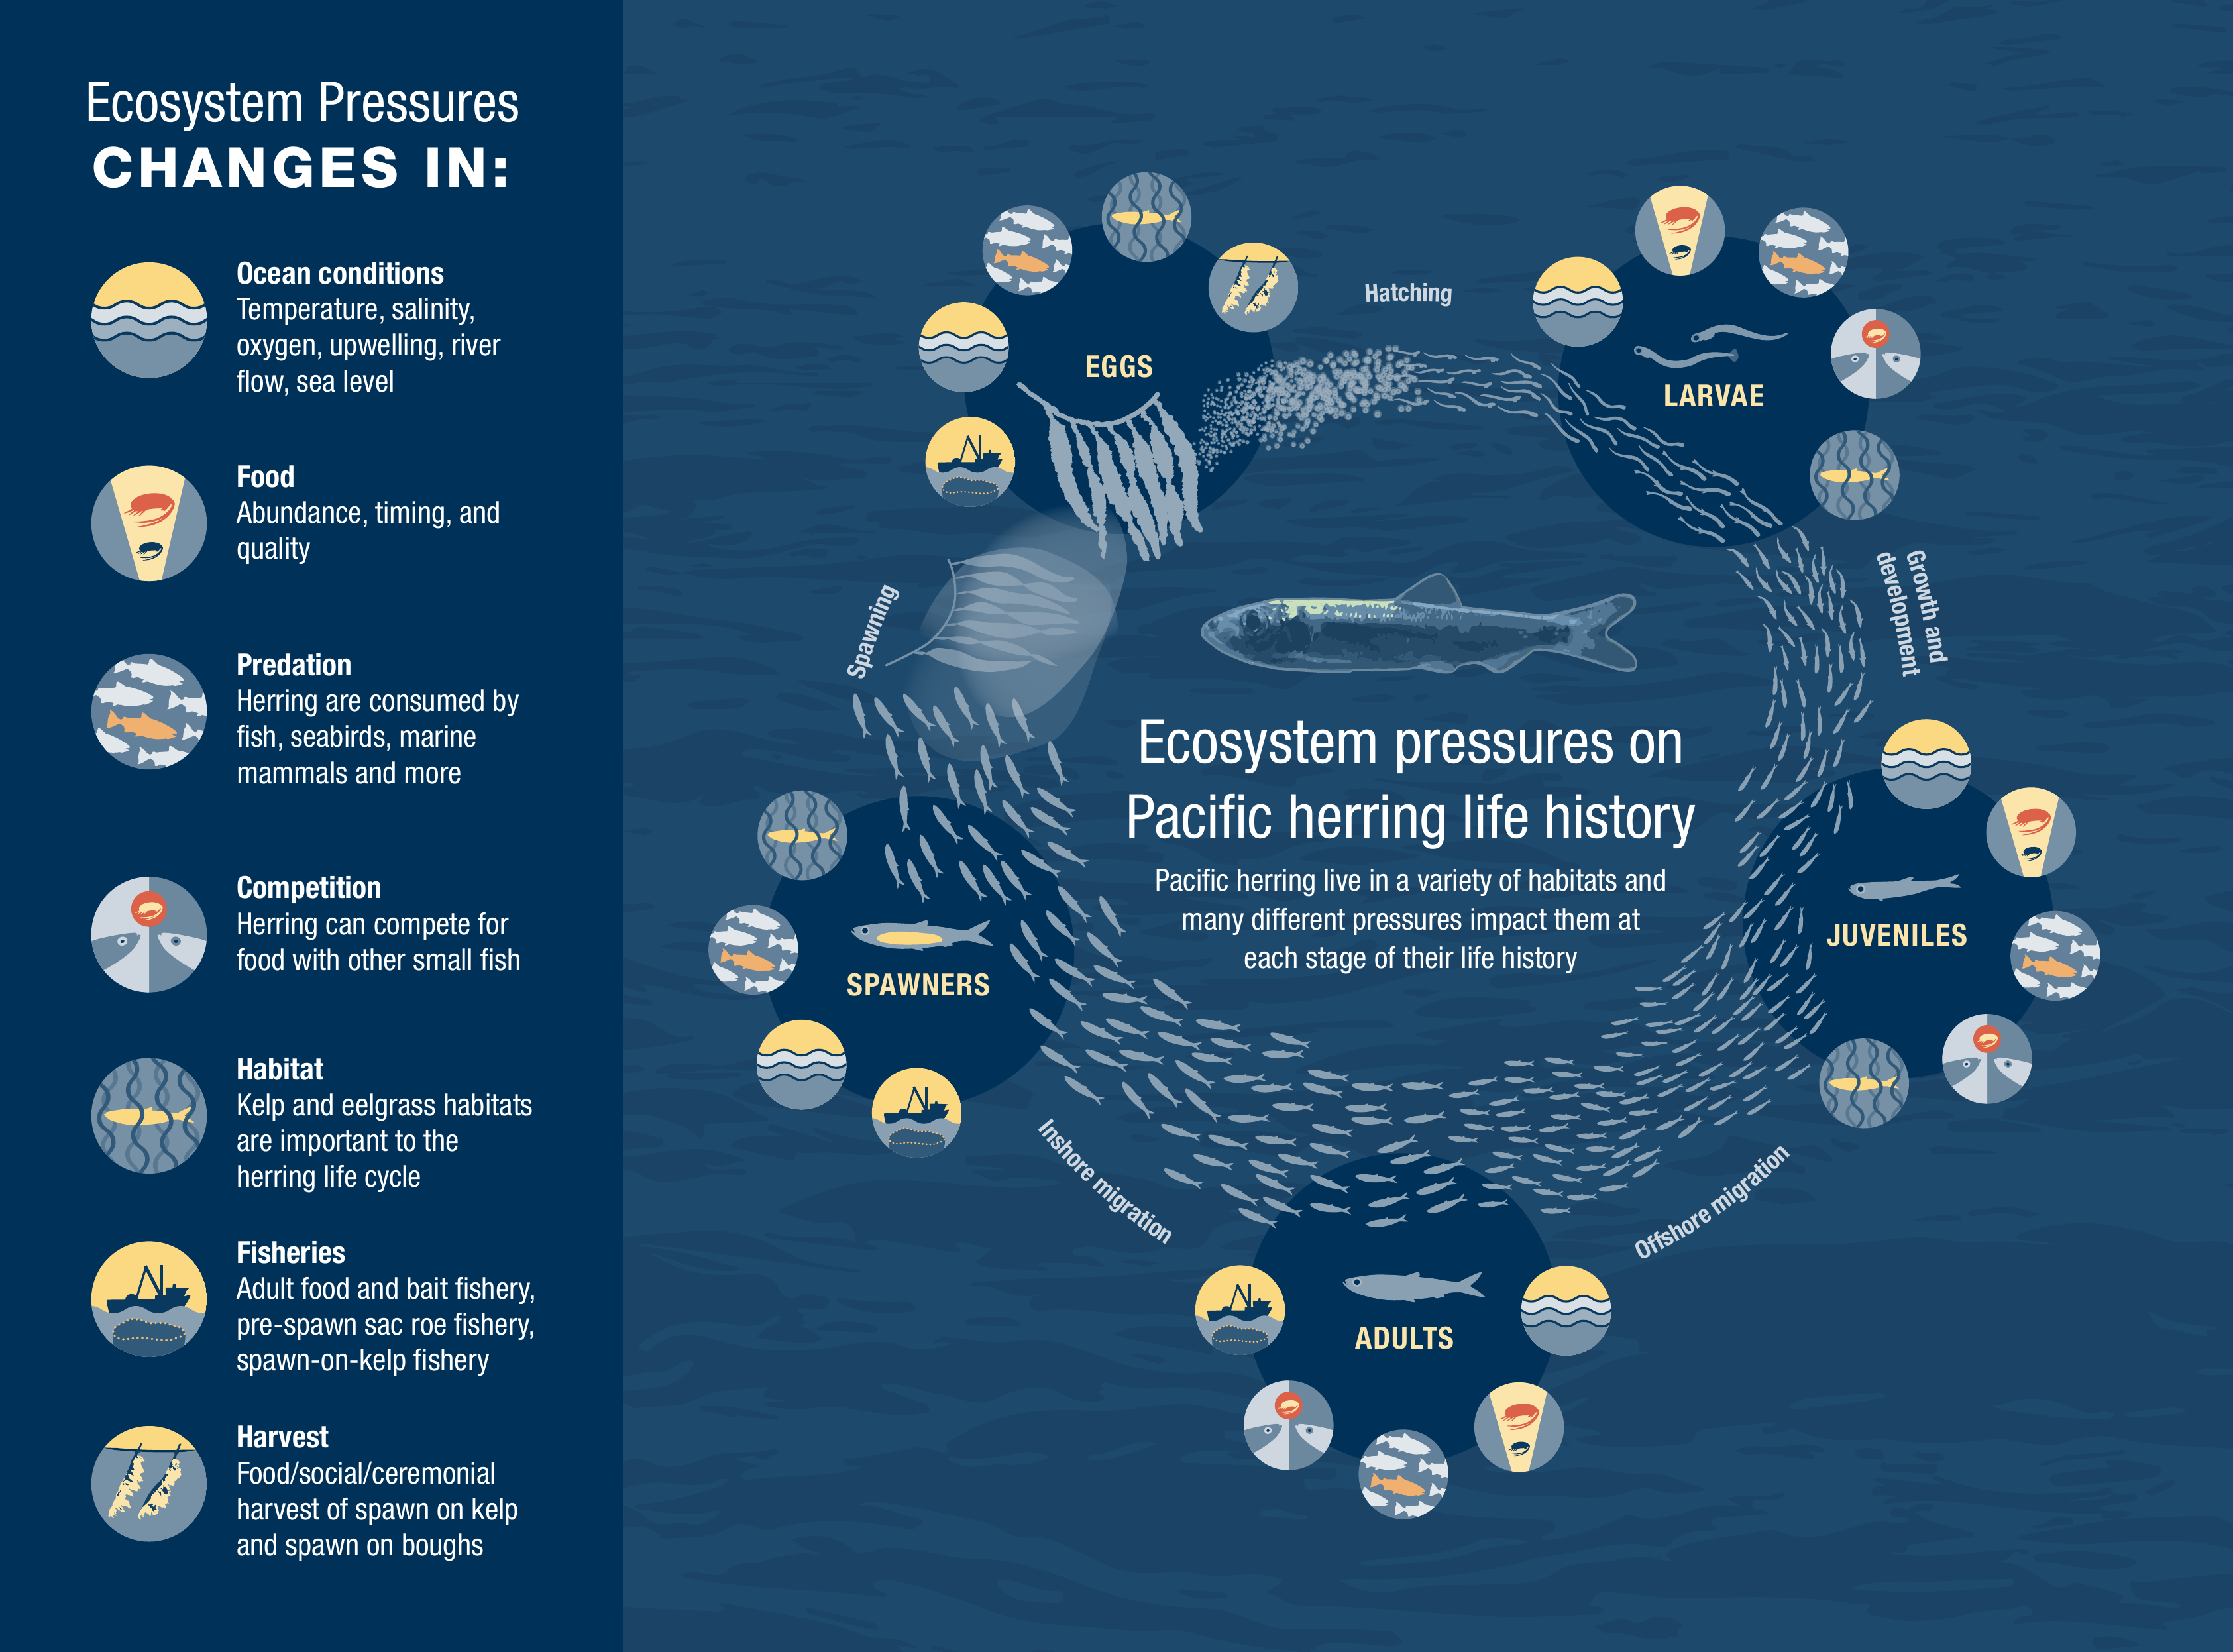 Ecosystem Pressures
CHANGES IN:
Ocean conditions
Temperature, salinity,
oxygen, upwelling, river
flow, sea level
Food
Abundance, timing, and
quality
Predation
Herring are consumed by
fish, seabirds, marine
mammals and more
Competition
Herring can compete for
food with other small fish
Habitat
Kelp and eelgrass habitats
are important to the
herring life cycle
Fisheries
Adult food and bait fishery,
pre-spawn sac roe fishery,
spawn-on-kelp fishery
Harvest
Food/social/ceremonial
harvest of spawn on kelp
and spawn on boughs
EGGS
Hatching
LARVAE
Growth and
development
JUVENILES
Offshore migration
ADULTS
Inshore migration
SPAWNERS
Spawning
Ecosystem pressures on
Pacific herring life history
Pacific herring live in a variety of habitats and
many different pressures impact them at
each stage of their life history